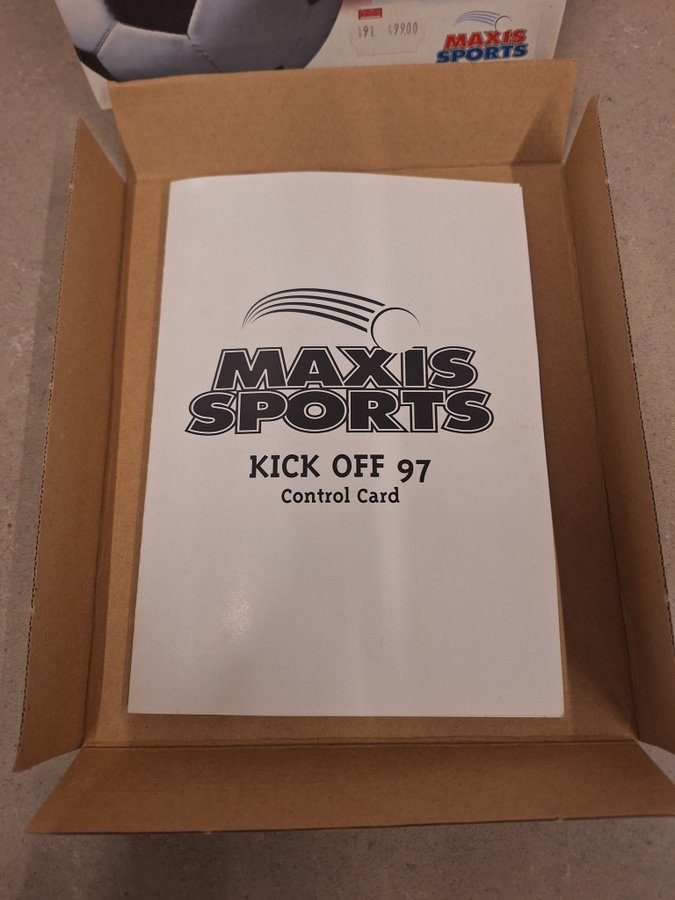 191 49900
MAXIS
SPORTS
MAXIS
SPORTS
KICK OFF 97
Control Card